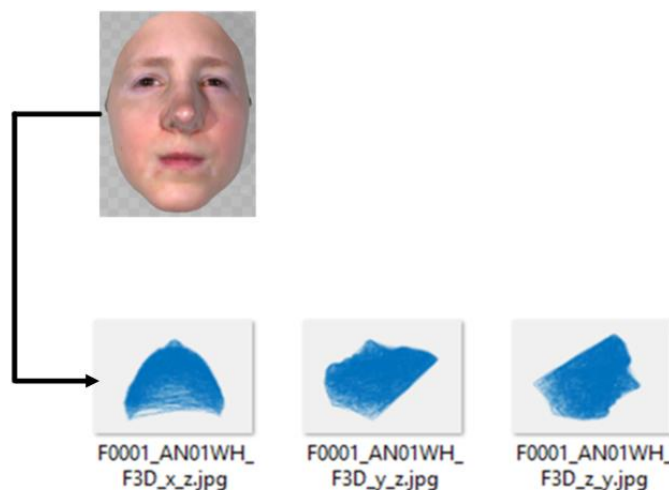 F0001_AN01WH_
F3D_x_z.jpg
F0001_AN01WH_
F3D_y_z.jpg
F0001_AN01WH_
F3D_z_y.jpg